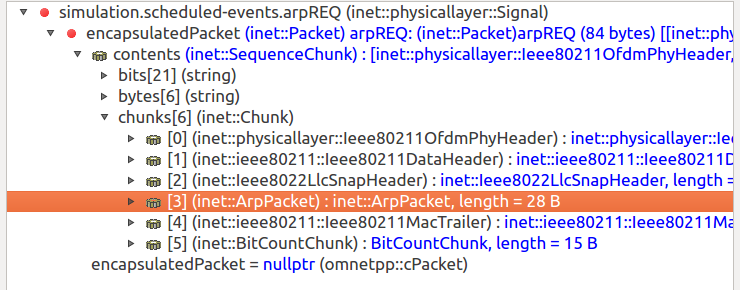 simulation.scheduled-events.arpREQ (inet::physicallayer::Signal)
encapsulatedPacket (inet::Packet) arpREQ: (inet::Packet)arpREQ (84 bytes) [[inet::phy
contents (inet::SequenceChunk) : [inet::physicallayer::Ieee80211OfdmPhyHeader,
bits[21] (string)
bytes[6] (string)
chunks[6] (inet::Chunk)
[0] (inet::physicallayer::Ieee80211OfdmPhyHeader) : inet::physicallayer::Iee
[1] (inet::ieee80211::Ieee80211DataHeader) : inet::ieee80211::Ieee80211D
[2] (inet::Ieee8022LlcSnapHeader) : inet::Ieee8022LlcSnapHeader, length =
[3] (inet::ArpPacket) : inet::ArpPacket, length = 28 B
[4] (inet::ieee80211::Ieee80211MacTrailer) : inet::ieee80211::Ieee80211Ma
[5] (inet::BitCountChunk) : BitCountChunk, length = 15 B
encapsulatedPacket = nullptr (omnetpp::cPacket)